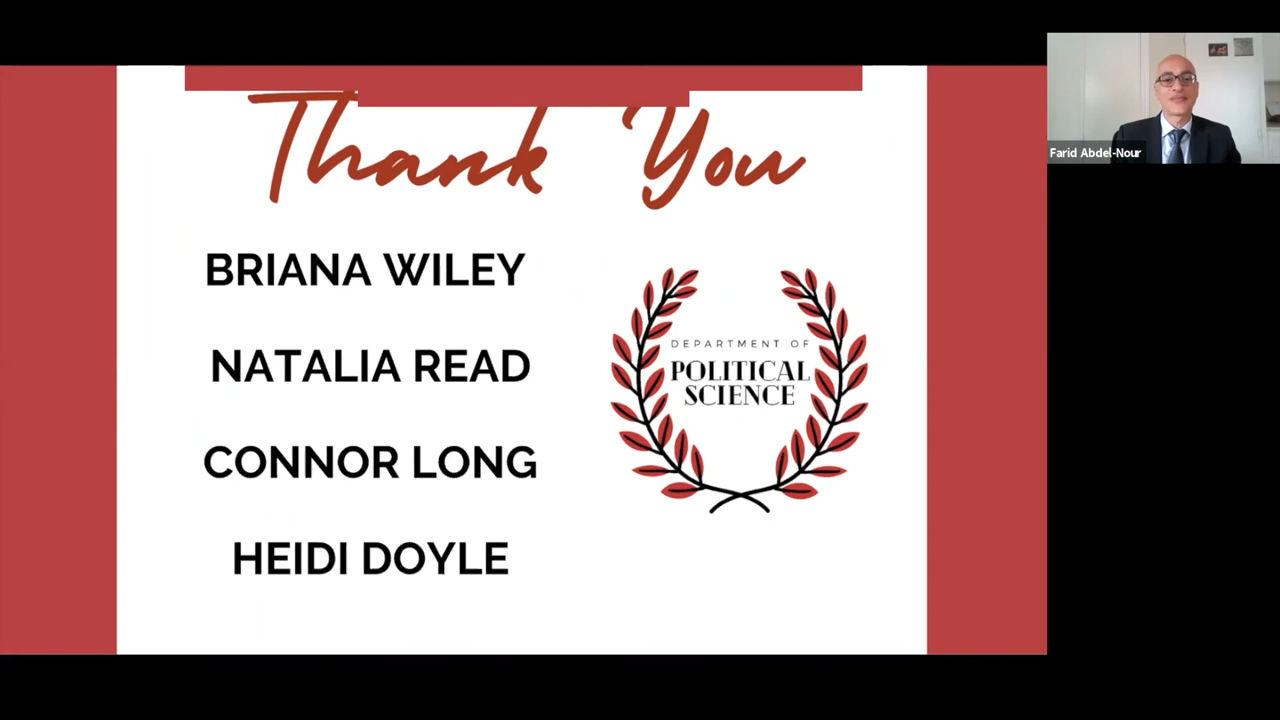 Thank You
BRIANA WILEY
NATALIA READ
CONNOR LONG
HEIDI DOYLE
DEPARTMENT OF
POLITICAL
SCIENCE
Farid Abdel-Nour